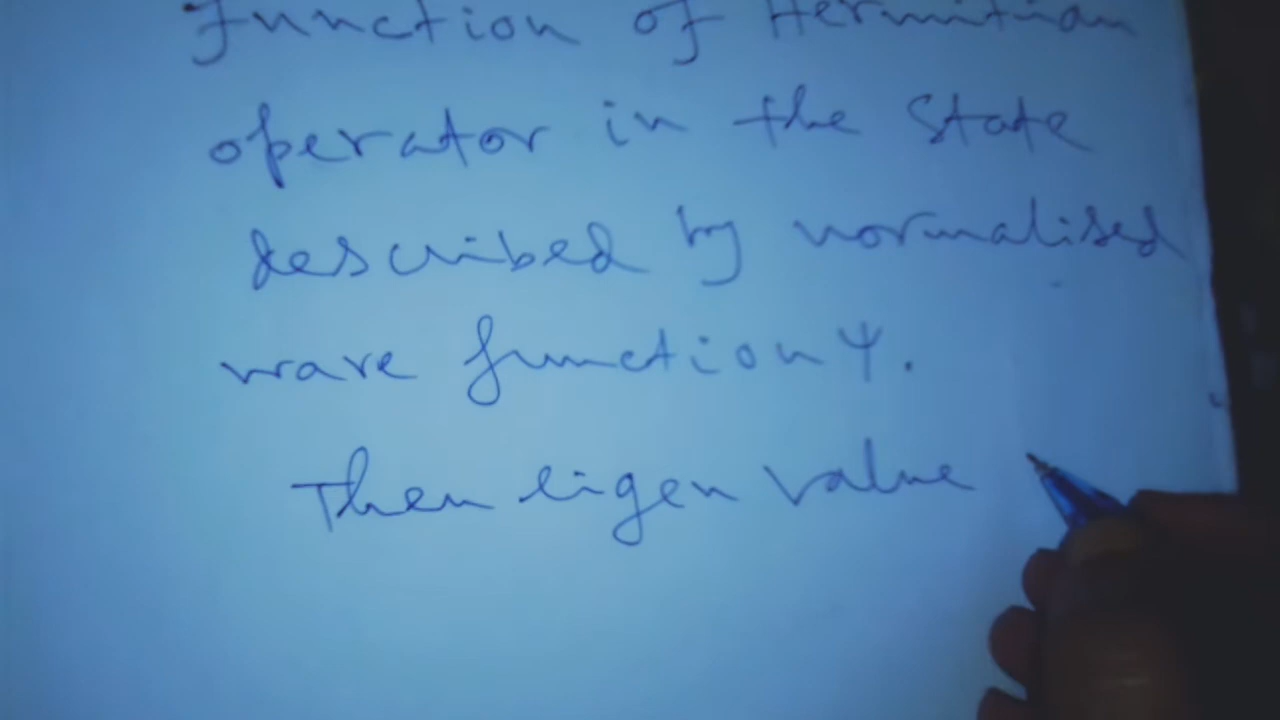 function of Hermitian
operator in the state
described by normalised
wave function ψ.
Then eigen value